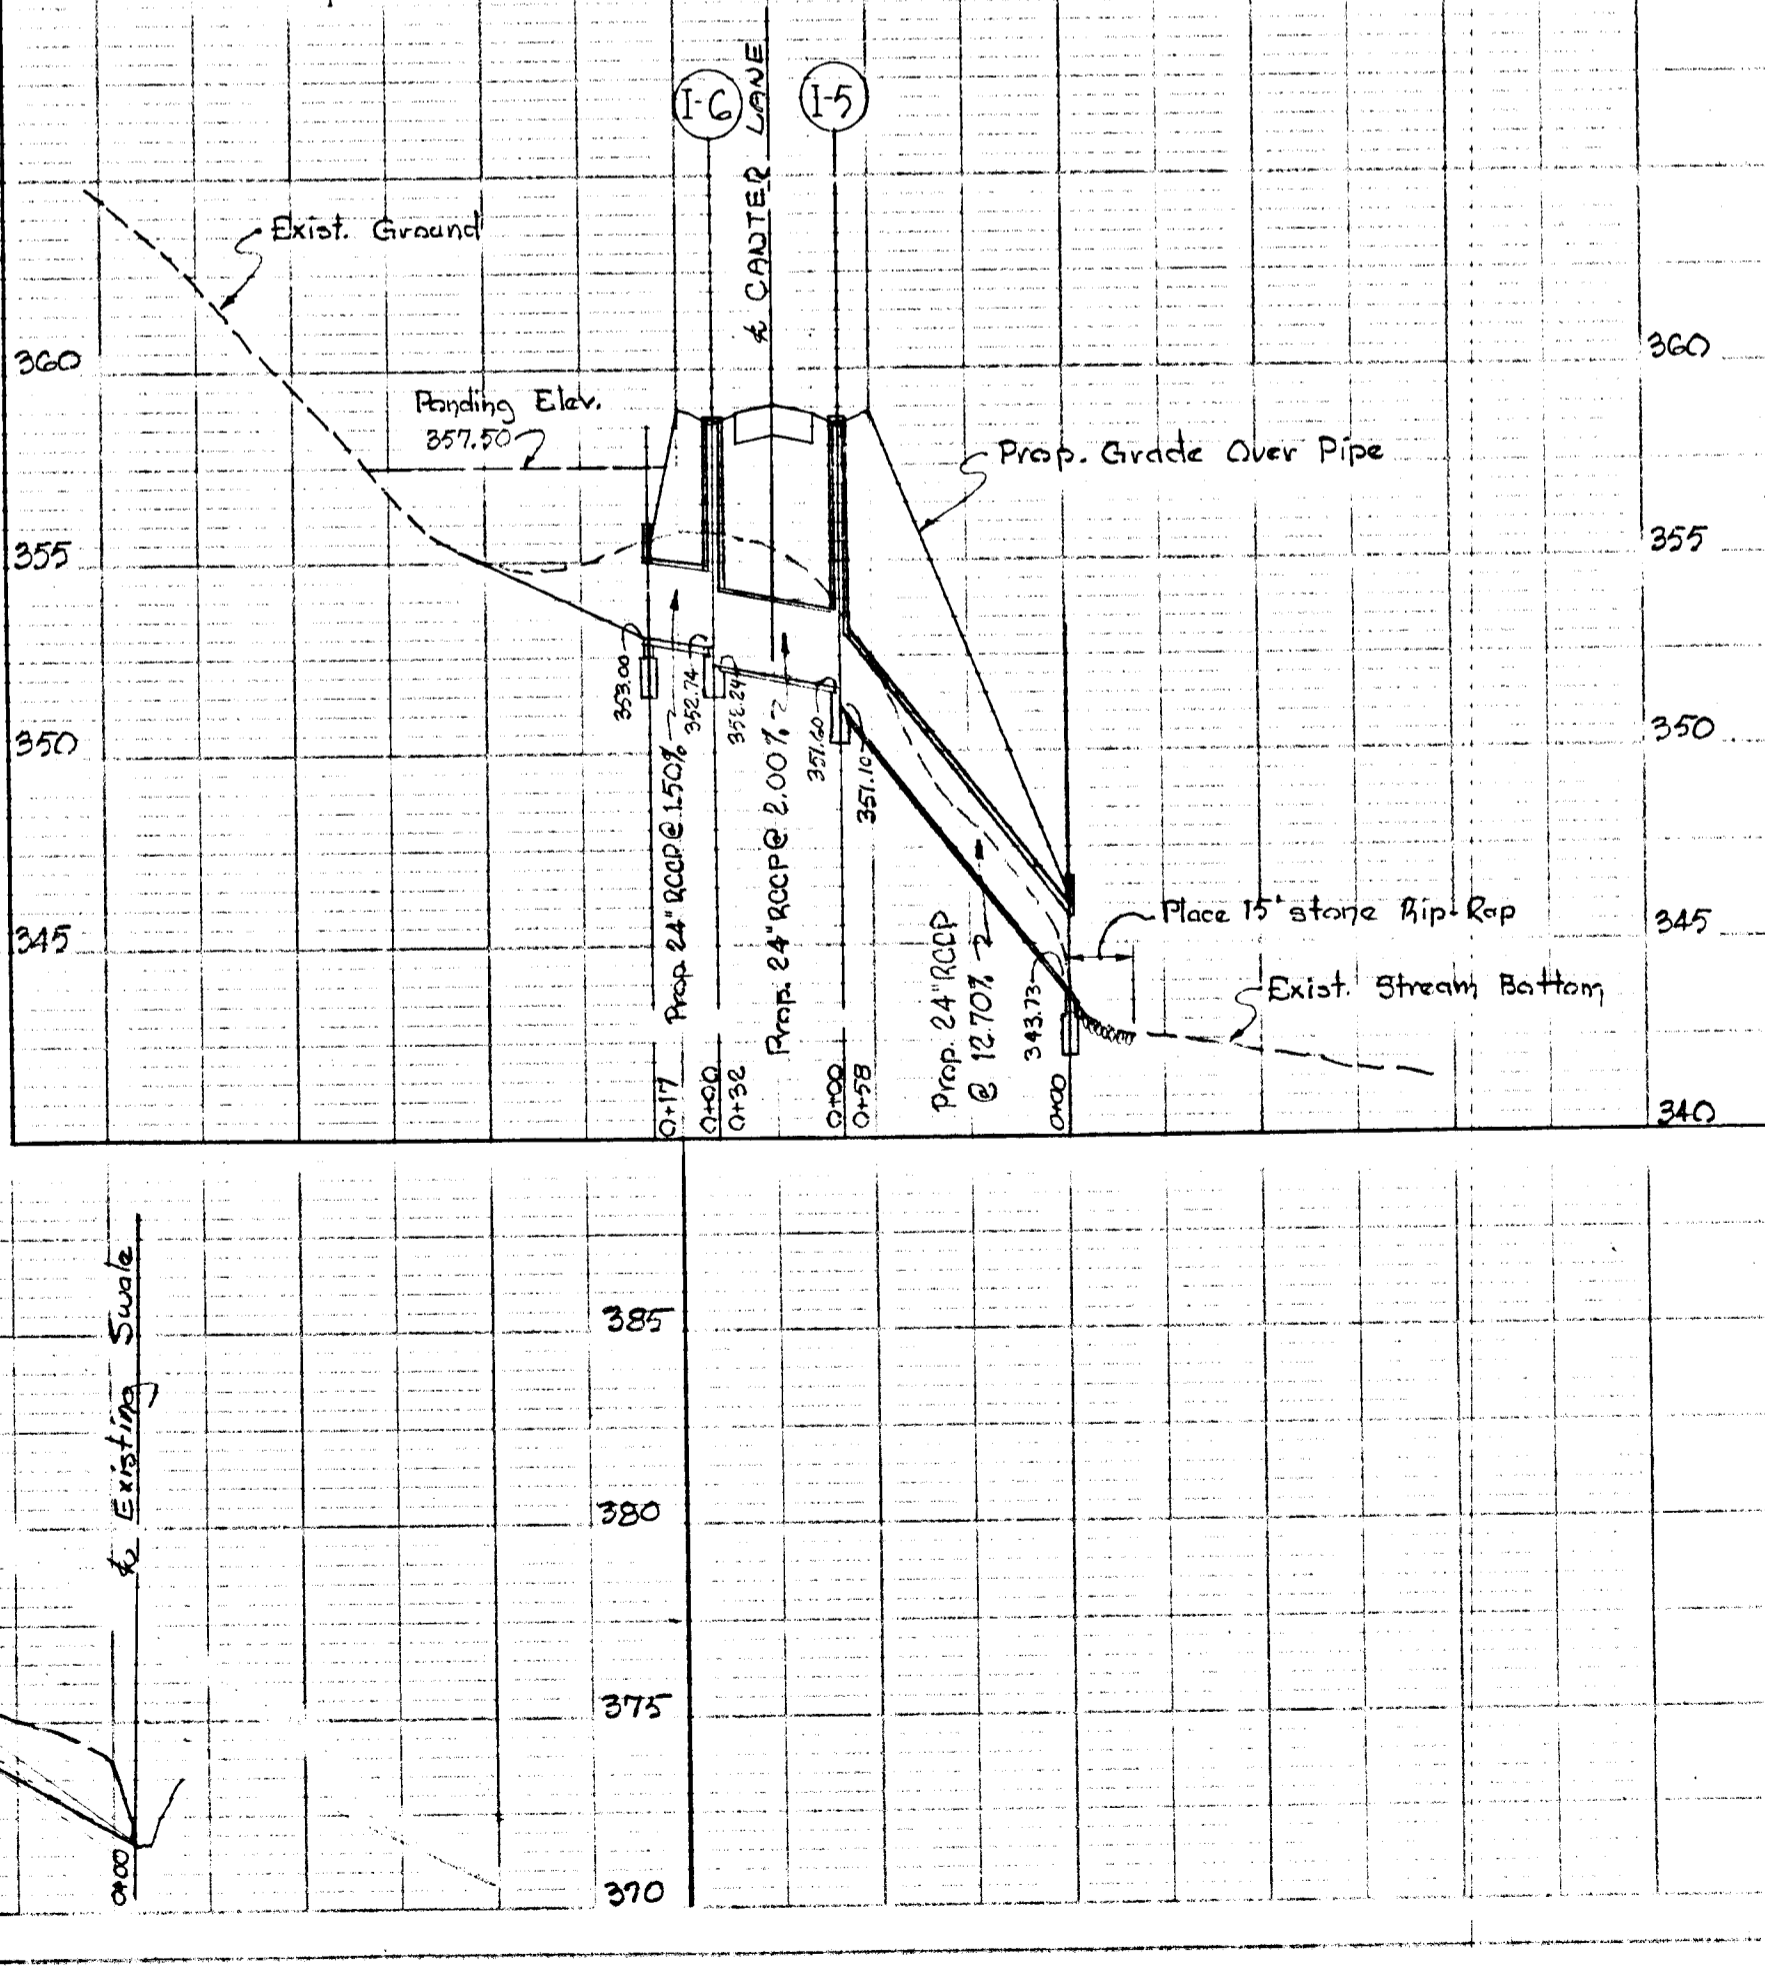 I-6
℄ CANTER LANE
I-5
Exist. Ground
360
360
Ponding Elev.
357.50
Prop. Grade Over Pipe
355
355
353.00
352.74
352.24
351.60
351.10
350
350
Prop. 24" RCCP @ 1.50%
Prop. 24" RCCP @ 2.00%
Prop. 24" RCCP
@ 12.70%
343.73
Place 15' stone Rip-Rap
345
345
Exist. Stream Bottom
0+17
0+00
0+32
0+00
0+58
0+00
340
℄ Existing Swale
385
380
375
0+00
370